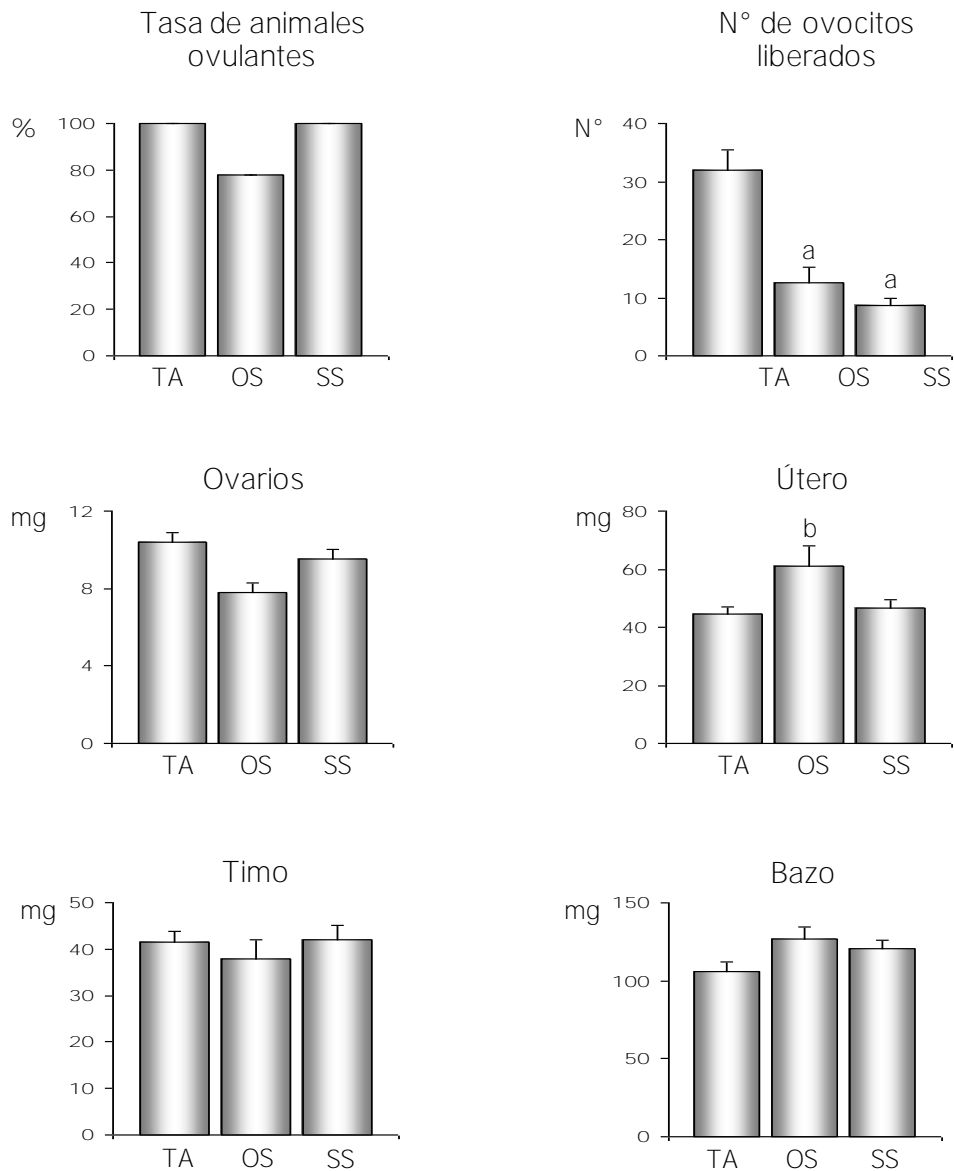 Tasa de animales
ovulantes
%
100
80
60
40
20
0
TA OS SS
N° de ovocitos
liberados
N°
40
30
20
10
0
a
a
TA OS SS
Ovarios
mg
12
8
4
0
TA OS SS
Útero
mg
80
60
40
20
0
b
TA OS SS
Timo
mg
50
40
30
20
10
0
TA OS SS
Bazo
mg
150
100
50
0
TA OS SS